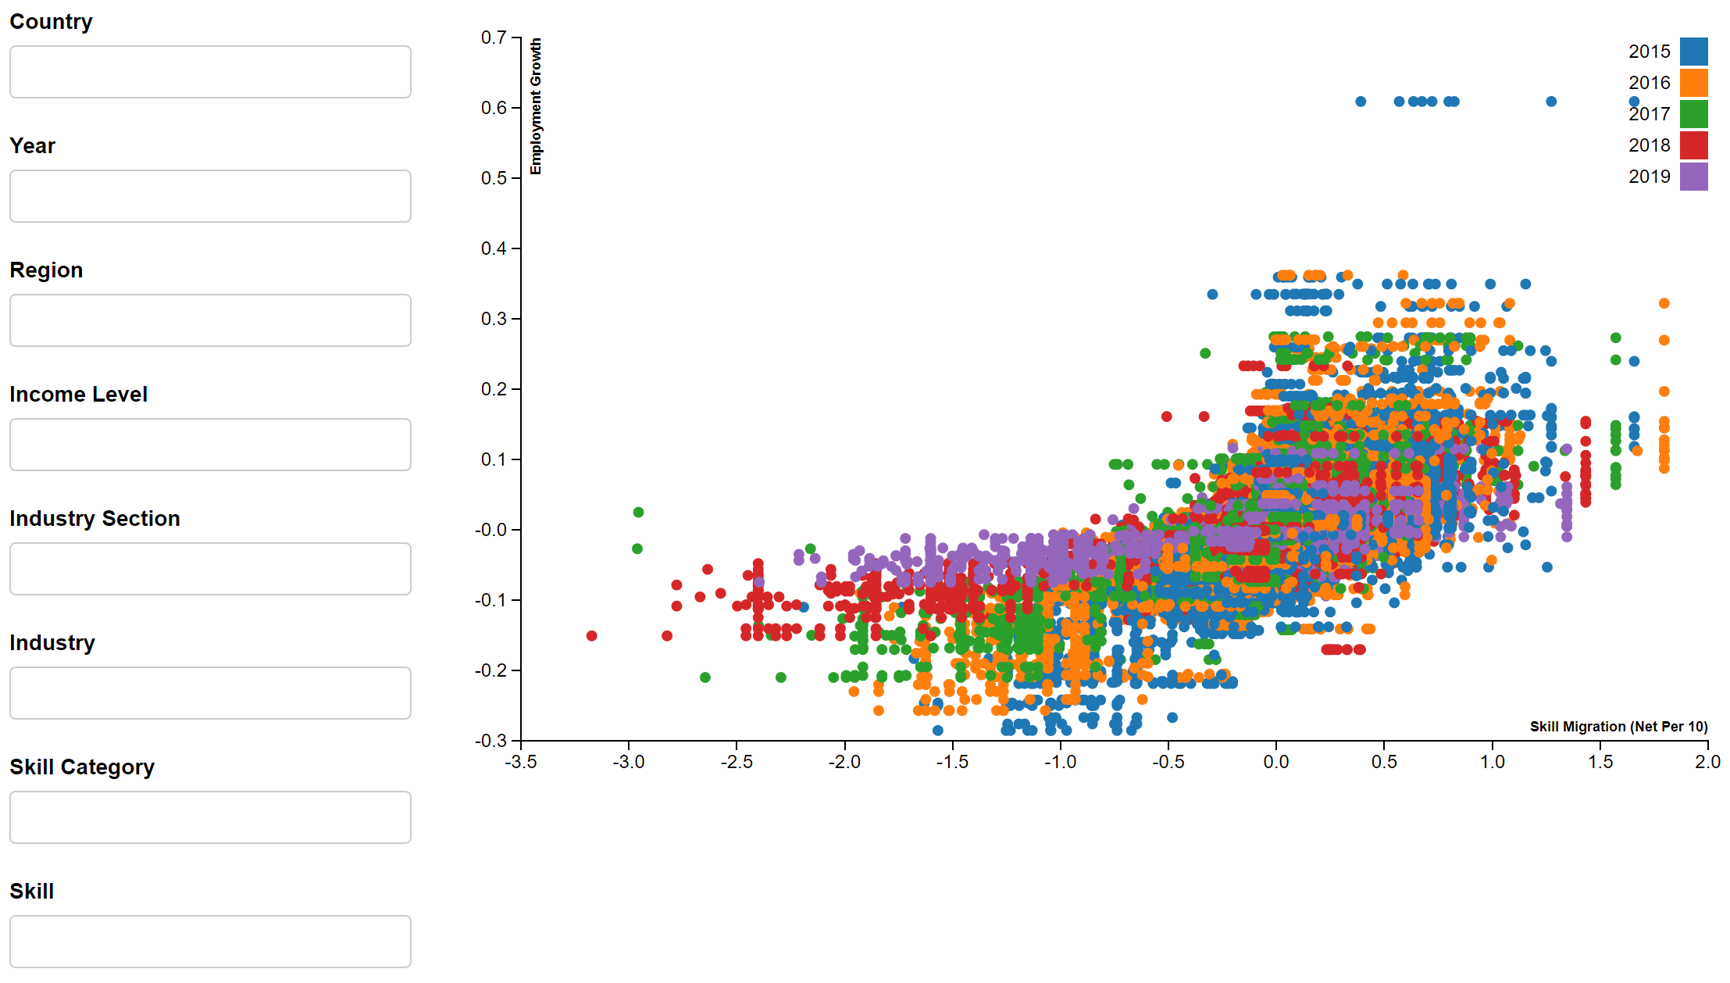 Country
Year
Region
Income Level
Industry Section
Industry
Skill Category
Skill
0.7
0.6
0.5
0.4
0.3
0.2
0.1
-0.0
-0.1
-0.2
-0.3
Employment Growth
2015
2016
2017
2018
2019
Skill Migration (Net Per 10)
-3.5 -3.0 -2.5 -2.0 -1.5 -1.0 -0.5 0.0 0.5 1.0 1.5 2.0